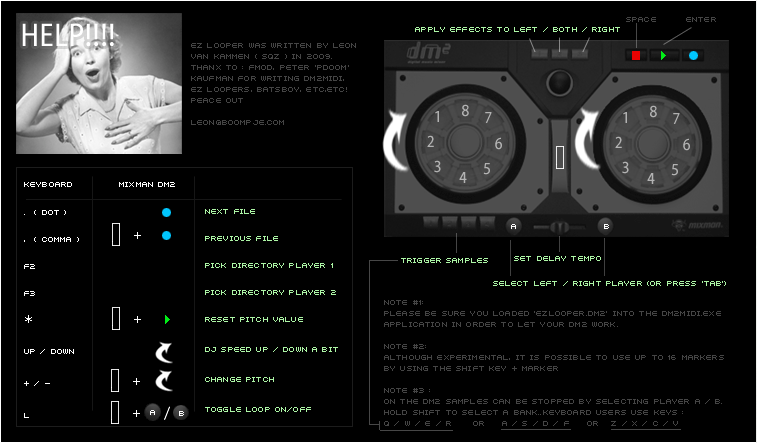 HELP!!!!
EZ LOOPER WAS WRITTEN BY LEON
VAN KAMMEN ( SQZ ) IN 2009.
THANX TO : FMOD, PETER 'PDOOM'
KAUFMAN FOR WRITING DM2MIDI,
EZ LOOPERS, BATSBOY, ETC,ETC!
PEACE OUT
LEON@BOOMPJE.COM
KEYBOARD MIXMAN DM2
. ( DOT ) + NEXT FILE
, ( COMMA ) + PREVIOUS FILE
F2 PICK DIRECTORY PLAYER 1
F3 PICK DIRECTORY PLAYER 2
* + RESET PITCH VALUE
UP / DOWN DJ SPEED UP / DOWN A BIT
+ / - + CHANGE PITCH
L + A / B TOGGLE LOOP ON/OFF
SPACE ENTER
APPLY EFFECTS TO LEFT / BOTH / RIGHT
dm2
1 2 3 4 5 6 7 8
1 2 3 4 5 6 7 8
A B
MIXMAN
TRIGGER SAMPLES
SET DELAY TEMPO
SELECT LEFT / RIGHT PLAYER (OR PRESS 'TAB')
NOTE #1:
PLEASE BE SURE YOU LOADED 'EZLOOPER.DM2' INTO THE DM2MIDI.EXE
APPLICATION IN ORDER TO LET YOUR DM2 WORK.
NOTE #2:
ALTHOUGH EXPERIMENTAL, IT IS POSSIBLE TO USE UP TO 16 MARKERS
BY USING THE SHIFT KEY + MARKER
NOTE #3 :
ON THE DM2 SAMPLES CAN BE STOPPED BY SELECTING PLAYER A / B.
HOLD SHIFT TO SELECT A BANK..KEYBOARD USERS USE KEYS :
Q / W / E / R OR A / S / D / F OR Z / X / C / V